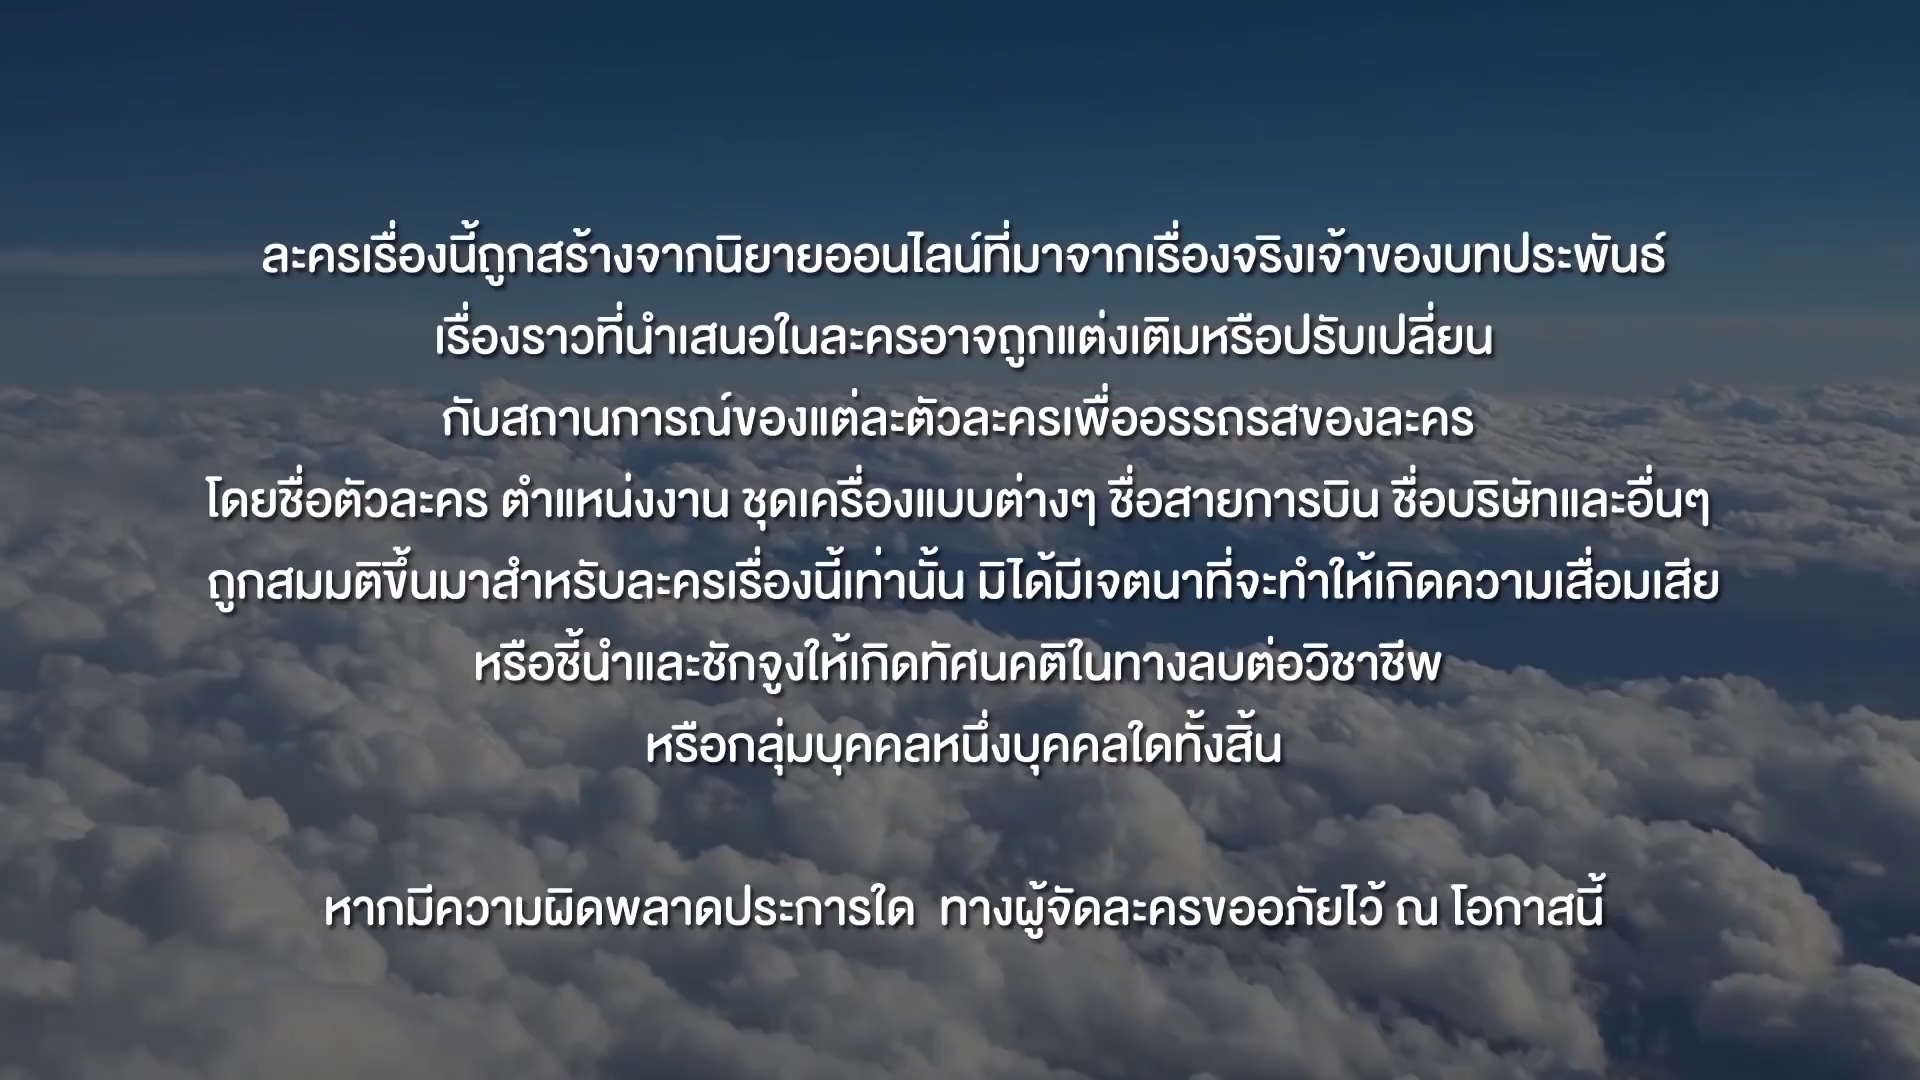 ละครเรื่องนี้ถูกสร้างจากนิยายออนไลน์ที่มาจากเรื่องจริงเจ้าของบทประพันธ์
เรื่องราวที่นำเสนอในละครอาจถูกแต่งเติมหรือปรับเปลี่ยน
กับสถานการณ์ของแต่ละตัวละครเพื่ออรรถรสของละคร
โดยชื่อตัวละคร ตำแหน่งงาน ชุดเครื่องแบบต่างๆ ชื่อสายการบิน ชื่อบริษัทและอื่นๆ
ถูกสมมติขึ้นมาสำหรับละครเรื่องนี้เท่านั้น มิได้มีเจตนาที่จะทำให้เกิดความเสื่อมเสีย
หรือชี้นำและชักจูงให้เกิดทัศนคติในทางลบต่อวิชาชีพ
หรือกลุ่มบุคคลหนึ่งบุคคลใดทั้งสิ้น
หากมีความผิดพลาดประการใด ทางผู้จัดละครขออภัยไว้ ณ โอกาสนี้